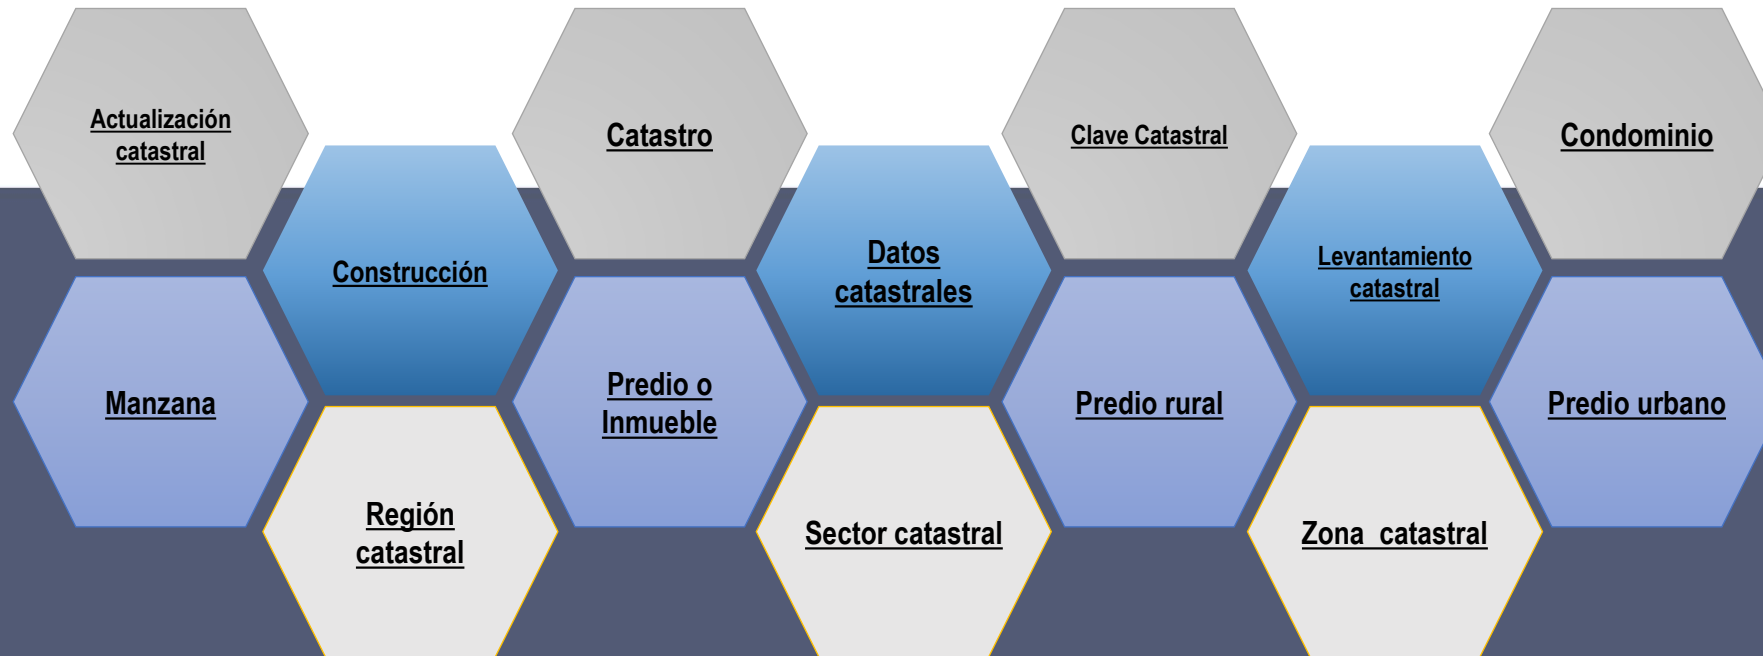 Actualización
catastral
Catastro
Clave Catastral
Condominio
Construcción
Datos
catastrales
Levantamiento
catastral
Manzana
Predio o
Inmueble
Predio rural
Predio urbano
Región
catastral
Sector catastral
Zona  catastral